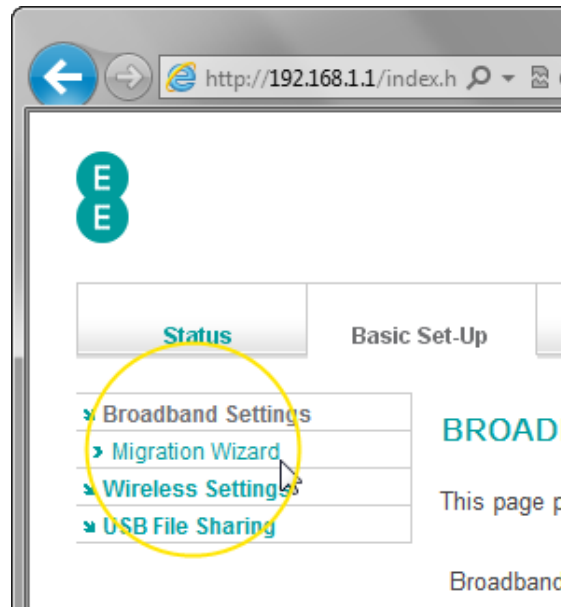 http://192.168.1.1/index.h
E
E
Status Basic Set-Up
Broadband Settings
BROAD
Migration Wizard
Wireless Settings
This page p
USB File Sharing
Broadband